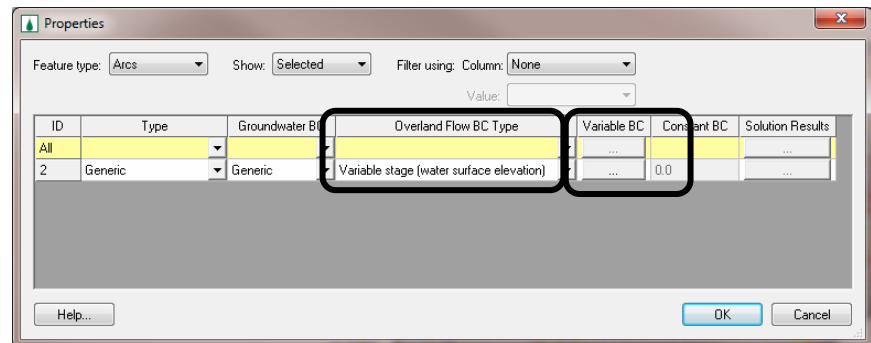 Properties
Feature type: Arcs Show: Selected Filter using: Column: None
Value:
ID Type Groundwater BC Overland Flow BC Type Variable BC Constant BC Solution Results
All ... ...
2 Generic Generic Variable stage (water surface elevation) ... 0.0 ...
Help... OK Cancel